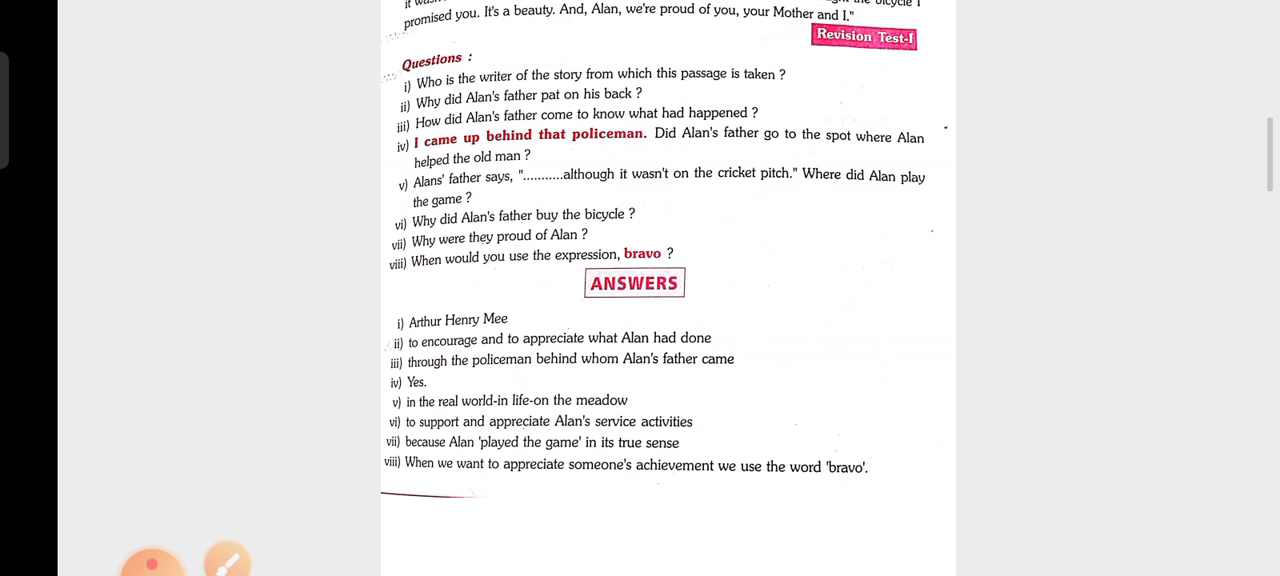 promised you. It's a beauty. And, Alan, we're proud of you, your Mother and I."
Revision Test-I
Questions :
i) Who is the writer of the story from which this passage is taken ?
ii) Why did Alan's father pat on his back ?
iii) How did Alan's father come to know what had happened ?
iv) I came up behind that policeman. Did Alan's father go to the spot where Alan
helped the old man ?
v) Alans' father says, "...........although it wasn't on the cricket pitch." Where did Alan play
the game ?
vi) Why did Alan's father buy the bicycle ?
vii) Why were they proud of Alan ?
viii) When would you use the expression, bravo ?
ANSWERS
i) Arthur Henry Mee
ii) to encourage and to appreciate what Alan had done
iii) through the policeman behind whom Alan's father came
iv) Yes.
v) in the real world-in life-on the meadow
vi) to support and appreciate Alan's service activities
vii) because Alan 'played the game' in its true sense
viii) When we want to appreciate someone's achievement we use the word 'bravo'.